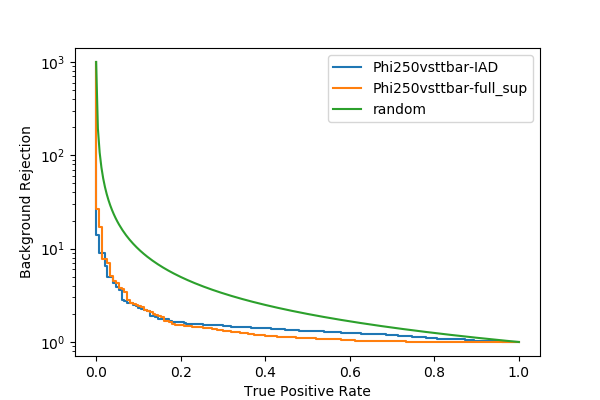 Phi250vsttbar-IAD
Phi250vsttbar-full_sup
random
Background Rejection
10³
10²
10¹
10⁰
0.0 0.2 0.4 0.6 0.8 1.0
True Positive Rate